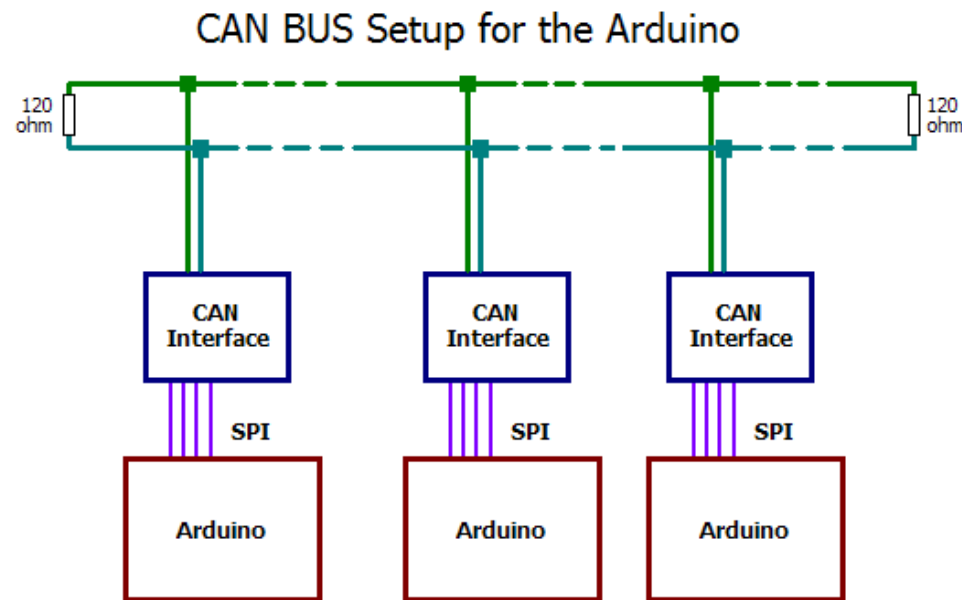 CAN BUS Setup for the Arduino
120
ohm
120
ohm
CAN
Interface
CAN
Interface
CAN
Interface
SPI
SPI
SPI
Arduino
Arduino
Arduino